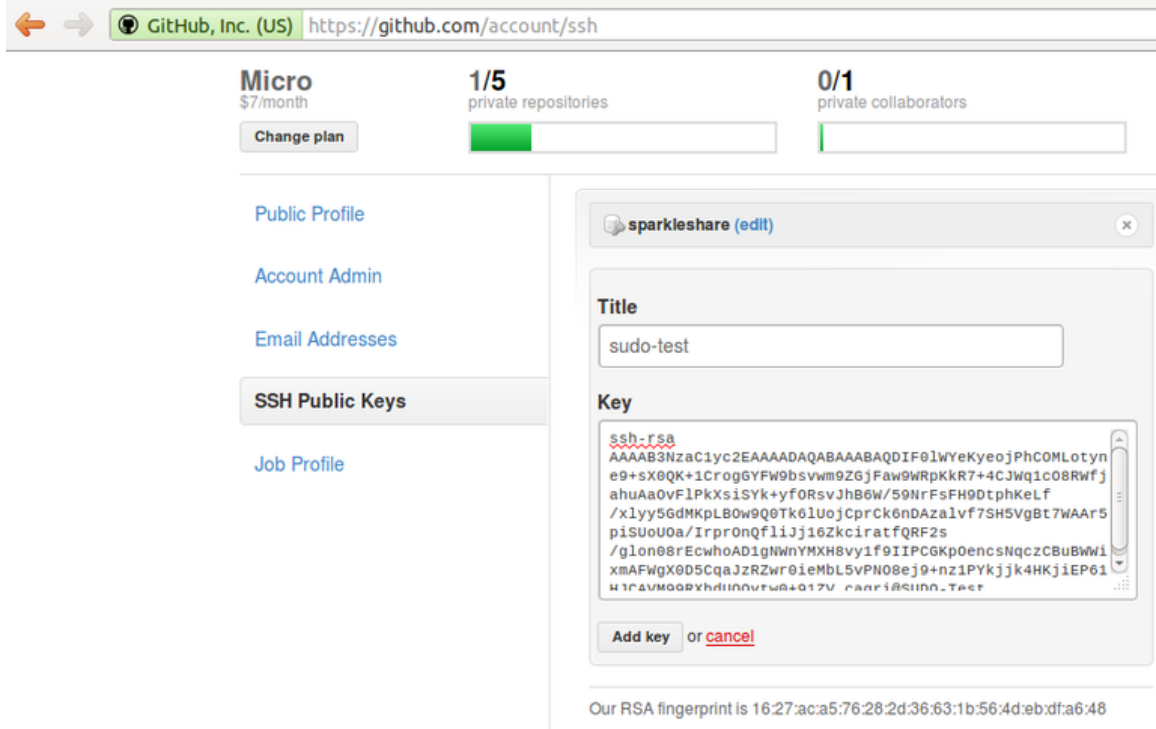 GitHub, Inc. (US) https://github.com/account/ssh
Micro
$7/month
Change plan
1/5
private repositories
0/1
private collaborators
Public Profile
Account Admin
Email Addresses
SSH Public Keys
Job Profile
sparkleshare (edit)
Title
sudo-test
Key
ssh-rsa
AAAAB3NzaC1yc2EAAAADAQABAAABAQDIF0lWYeKyeojPhCOMLotyn
e9+sX0QK+1CrogGYFW9bsvwm9ZGjFaw9WRpKkR7+4CJWq1cO8RWfj
ahuAaOvFlPkXsiSYk+yfORsvJhB6W/59NrFsFH9DtphKeLf
/xlyy5GdMKpLBOw9Q0Tk6lUojCprCk6nDAzalvf7SH5VgBt7WAAr5
piSUoUOa/IrprOnQfliJj16ZkciratfQRF2s
/glon08rEcwhoAD1gNWnYMXH8vy1f9IIPCGKpOencsNqczCBuBWWi
xmAFWgX0D5CqaJzRZwr0ieMbL5vPNO8ej9+nz1PYkjjk4HKjiEP61
cagri@SUDO-Test
Add key or cancel
Our RSA fingerprint is 16:27:ac:a5:76:28:2d:36:63:1b:56:4d:eb:df:a6:48